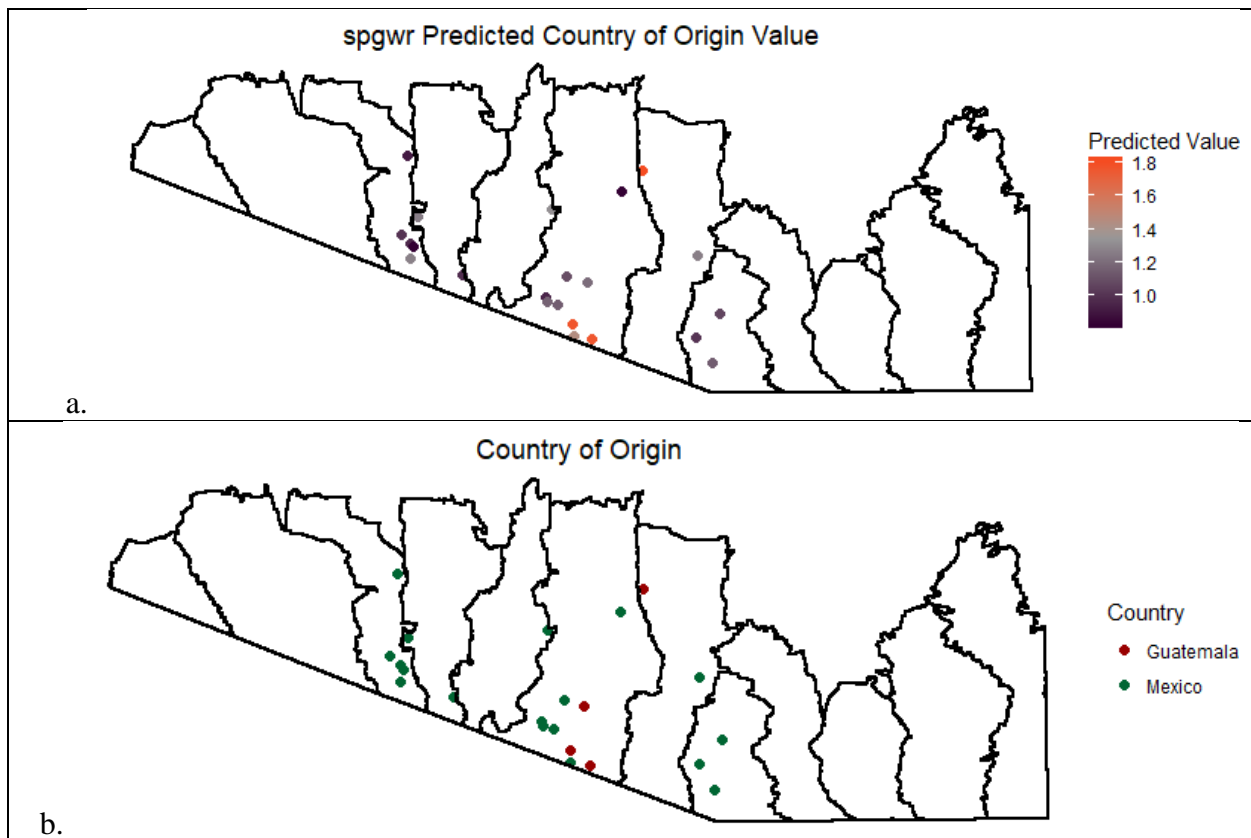 spgwr Predicted Country of Origin Value
Predicted Value
1.8
1.6
1.4
1.2
1.0
a.
Country of Origin
Country
Guatemala
Mexico
b.